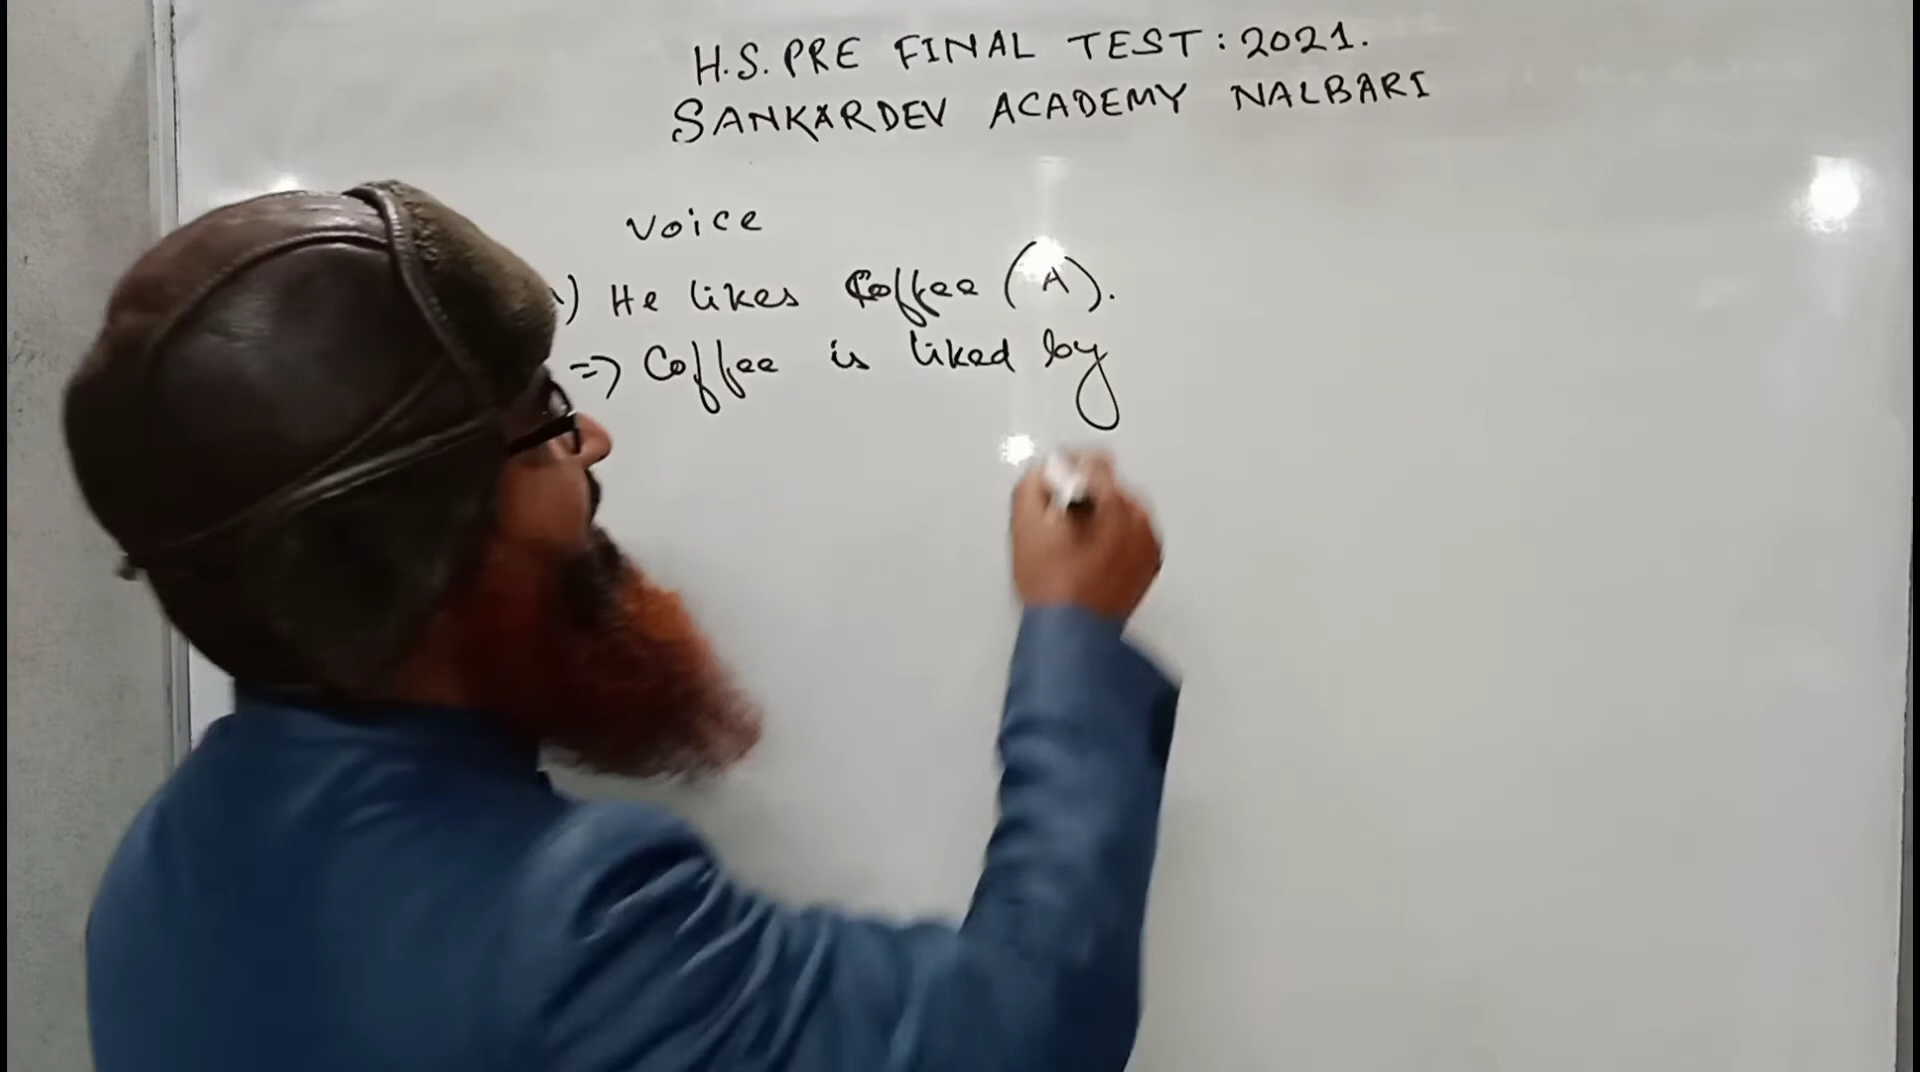 H.S. PRE FINAL TEST: 2021.
SANKARDEV ACADEMY NALBARI
Voice
) He likes Coffee (A).
=> Coffee is liked by